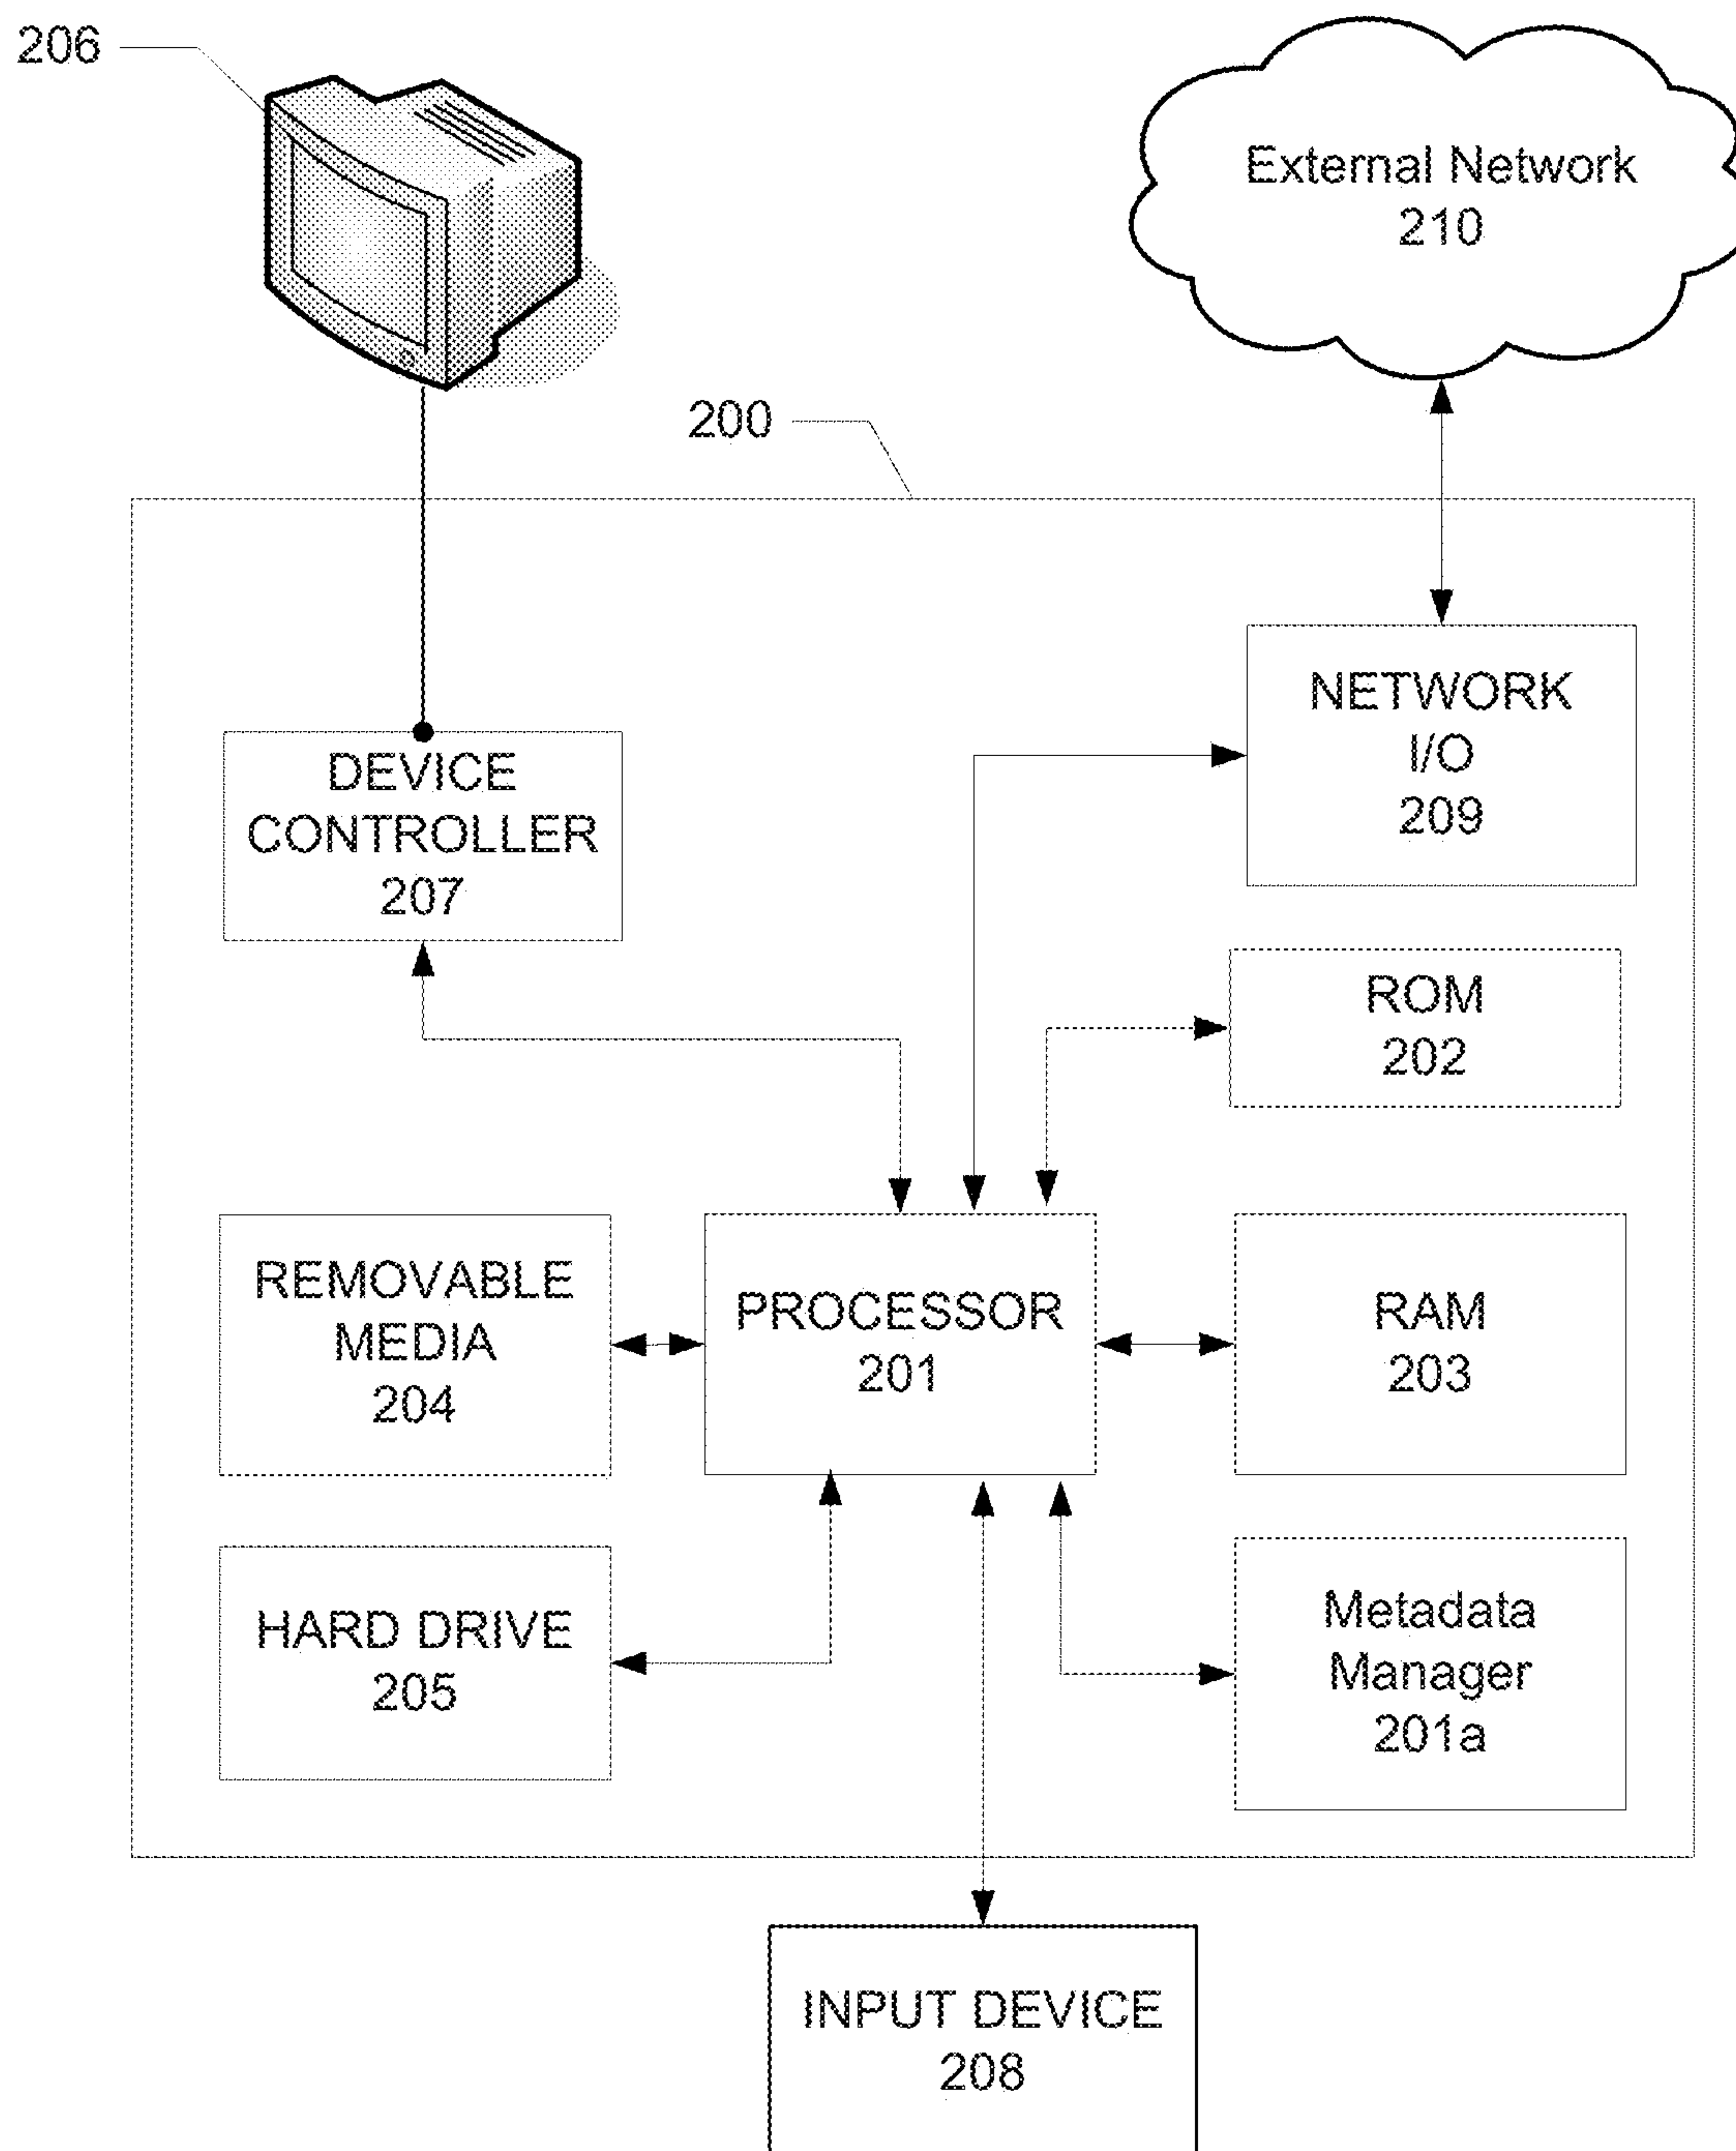 206
External Network
210
200
NETWORK
I/O
209
DEVICE
CONTROLLER
207
ROM
202
REMOVABLE
MEDIA
204
PROCESSOR
201
RAM
203
HARD DRIVE
205
Metadata
Manager
201a
INPUT DEVICE
208